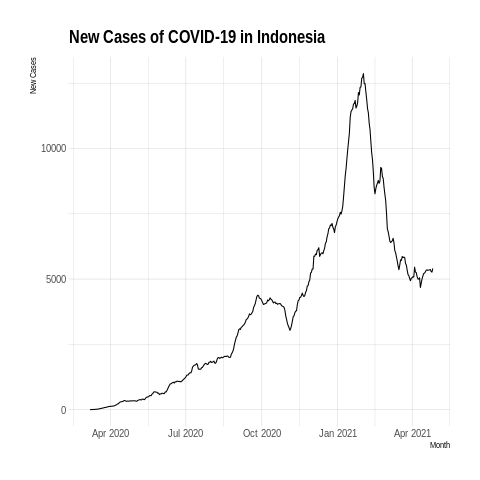 New Cases of COVID-19 in Indonesia
New Cases
10000
5000
0
Apr 2020
Jul 2020
Oct 2020
Jan 2021
Apr 2021
Month